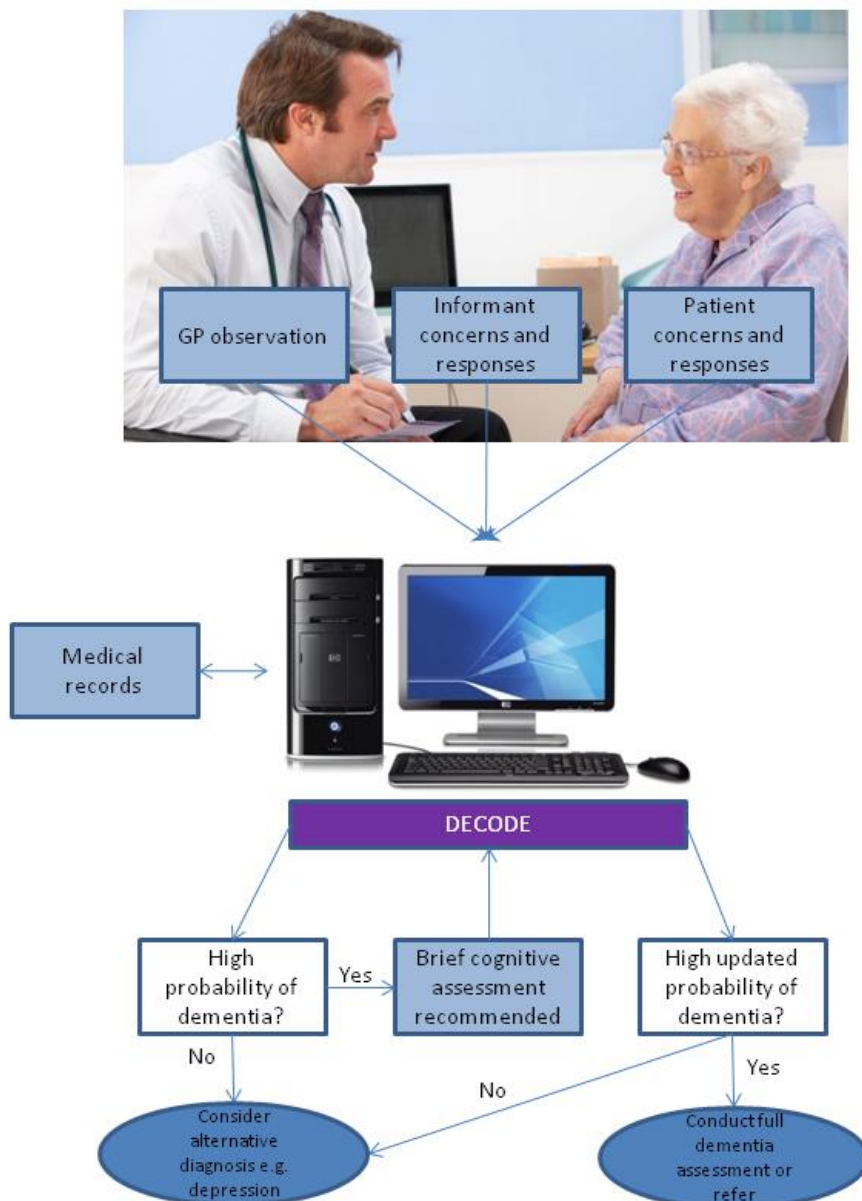 GP observation
Informant
concerns and
responses
Patient
concerns and
responses
Medical
records
DECODE
High
probability of
dementia?
Yes
Brief cognitive
assessment
recommended
High updated
probability of
dementia?
No
No
Yes
Consider
alternative
diagnosis e.g.
depression
Conduct full
dementia
assessment or
refer